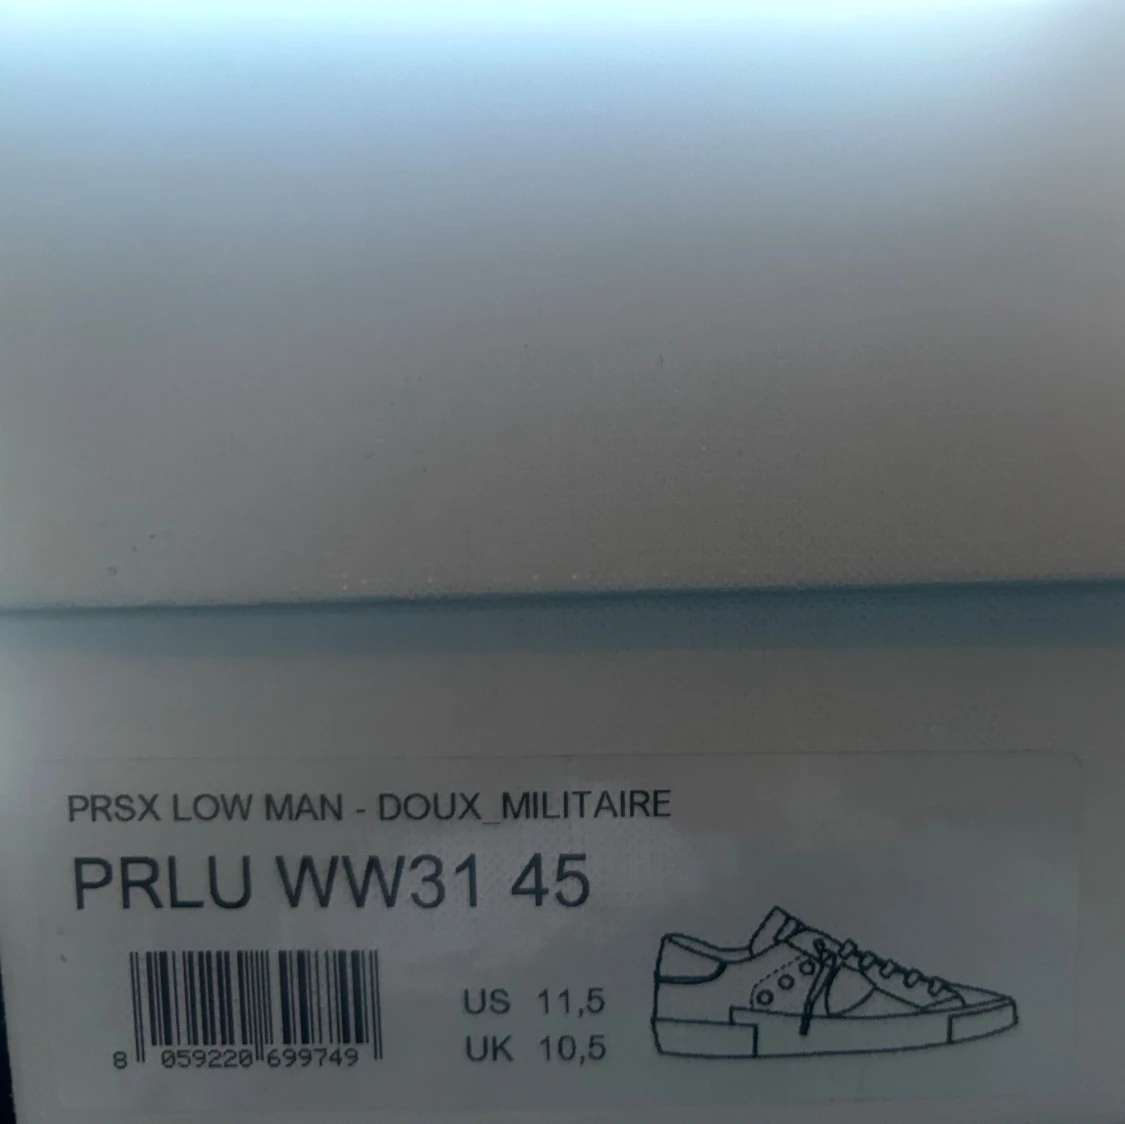 PRSX LOW MAN - DOUX_MILITAIRE
PRLU WW31 45
8 059220 699749
US 11,5
UK 10,5